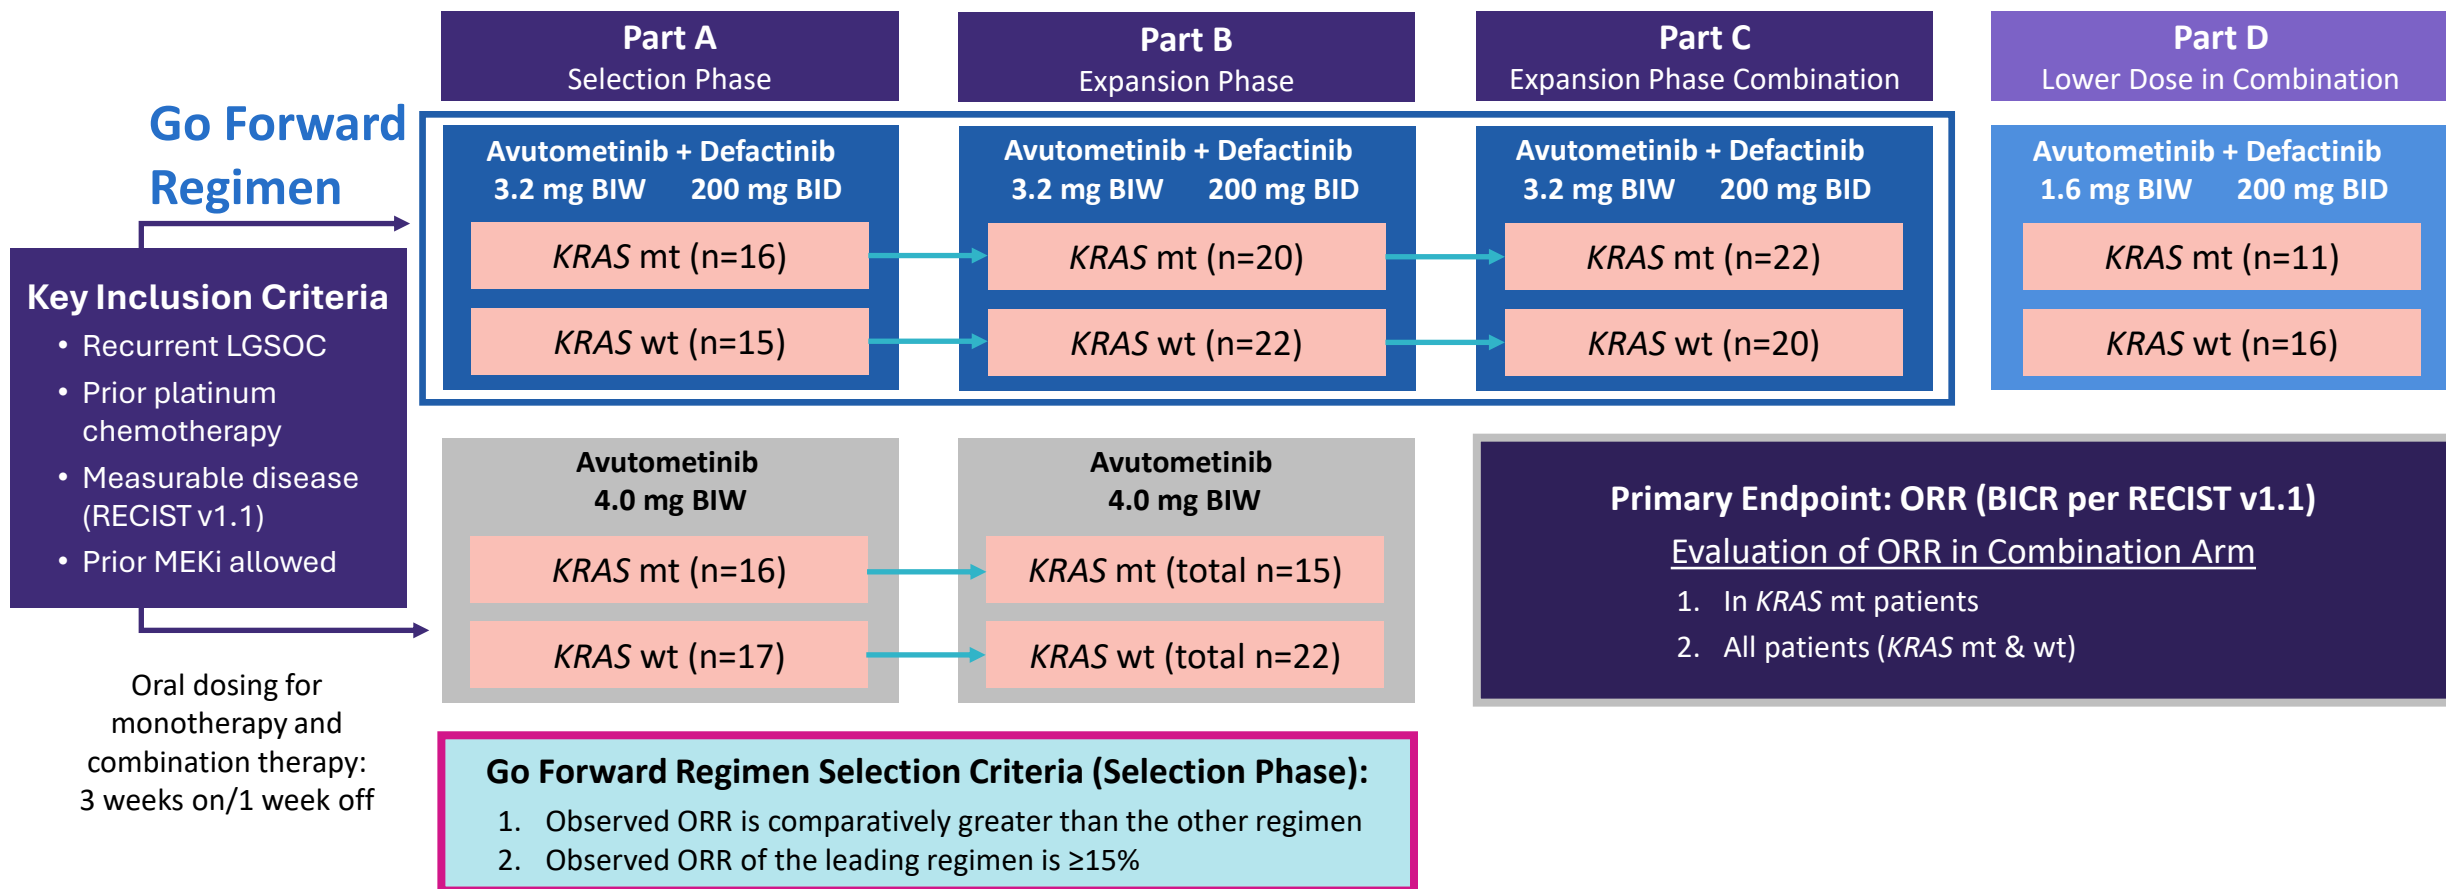 Go Forward
Regimen
Key Inclusion Criteria
• Recurrent LGSOC
• Prior platinum
chemotherapy
• Measurable disease
(RECIST v1.1)
• Prior MEKi allowed
Oral dosing for
monotherapy and
combination therapy:
3 weeks on/1 week off
Part A
Selection Phase
Avutometinib + Defactinib
3.2 mg BIW 200 mg BID
KRAS mt (n=16)
KRAS wt (n=15)
Part B
Expansion Phase
Avutometinib + Defactinib
3.2 mg BIW 200 mg BID
KRAS mt (n=20)
KRAS wt (n=22)
Part C
Expansion Phase Combination
Avutometinib + Defactinib
3.2 mg BIW 200 mg BID
KRAS mt (n=22)
KRAS wt (n=20)
Part D
Lower Dose in Combination
Avutometinib + Defactinib
1.6 mg BIW 200 mg BID
KRAS mt (n=11)
KRAS wt (n=16)
Avutometinib
4.0 mg BIW
KRAS mt (n=16)
KRAS wt (n=17)
Avutometinib
4.0 mg BIW
KRAS mt (total n=15)
KRAS wt (total n=22)
Primary Endpoint: ORR (BICR per RECIST v1.1)
Evaluation of ORR in Combination Arm
1. In KRAS mt patients
2. All patients (KRAS mt & wt)
Go Forward Regimen Selection Criteria (Selection Phase):
1. Observed ORR is comparatively greater than the other regimen
2. Observed ORR of the leading regimen is ≥15%